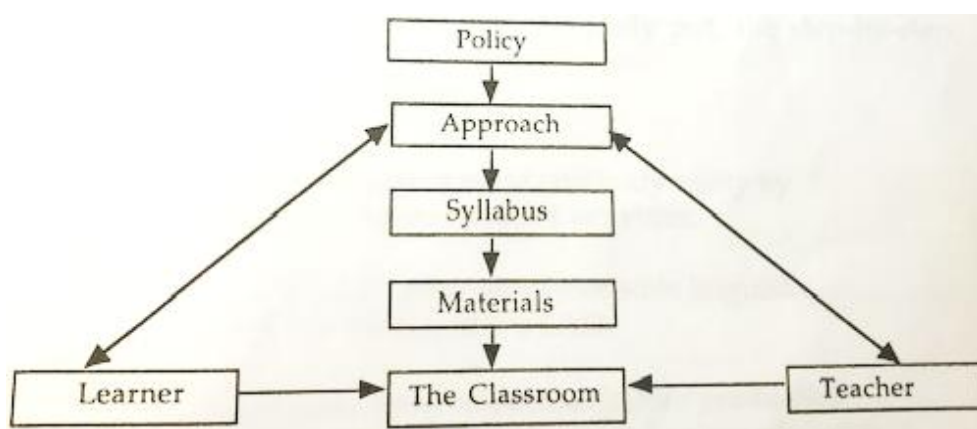 Policy
Approach
Syllabus
Materials
Learner
The Classroom
Teacher